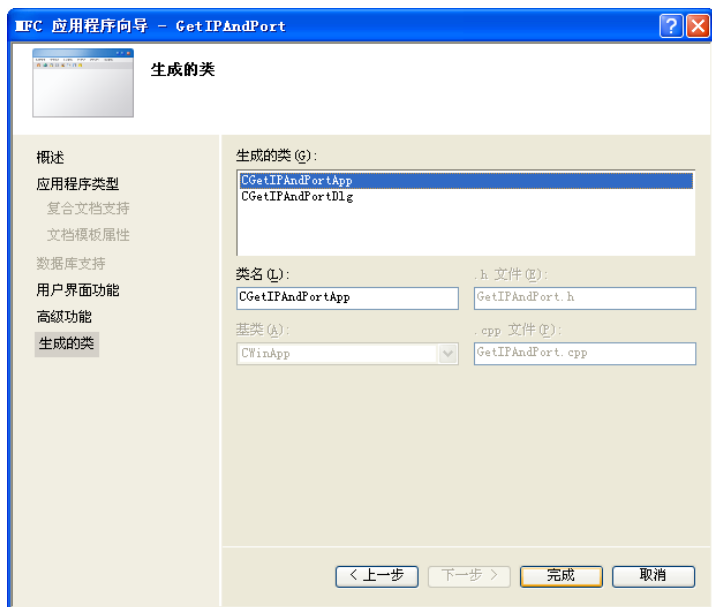 MFC 应用程序向导 - GetIPAndPort
生成的类
概述
应用程序类型
复合文档支持
文档模板属性
数据库支持
用户界面功能
高级功能
生成的类
生成的类(G):
CGetIPAndPortApp
CGetIPAndPortDlg
类名(L):
.h 文件(E):
CGetIPAndPortApp
GetIPAndPort.h
基类(A):
.cpp 文件(P):
CWinApp
GetIPAndPort.cpp
< 上一步
下一步 >
完成
取消